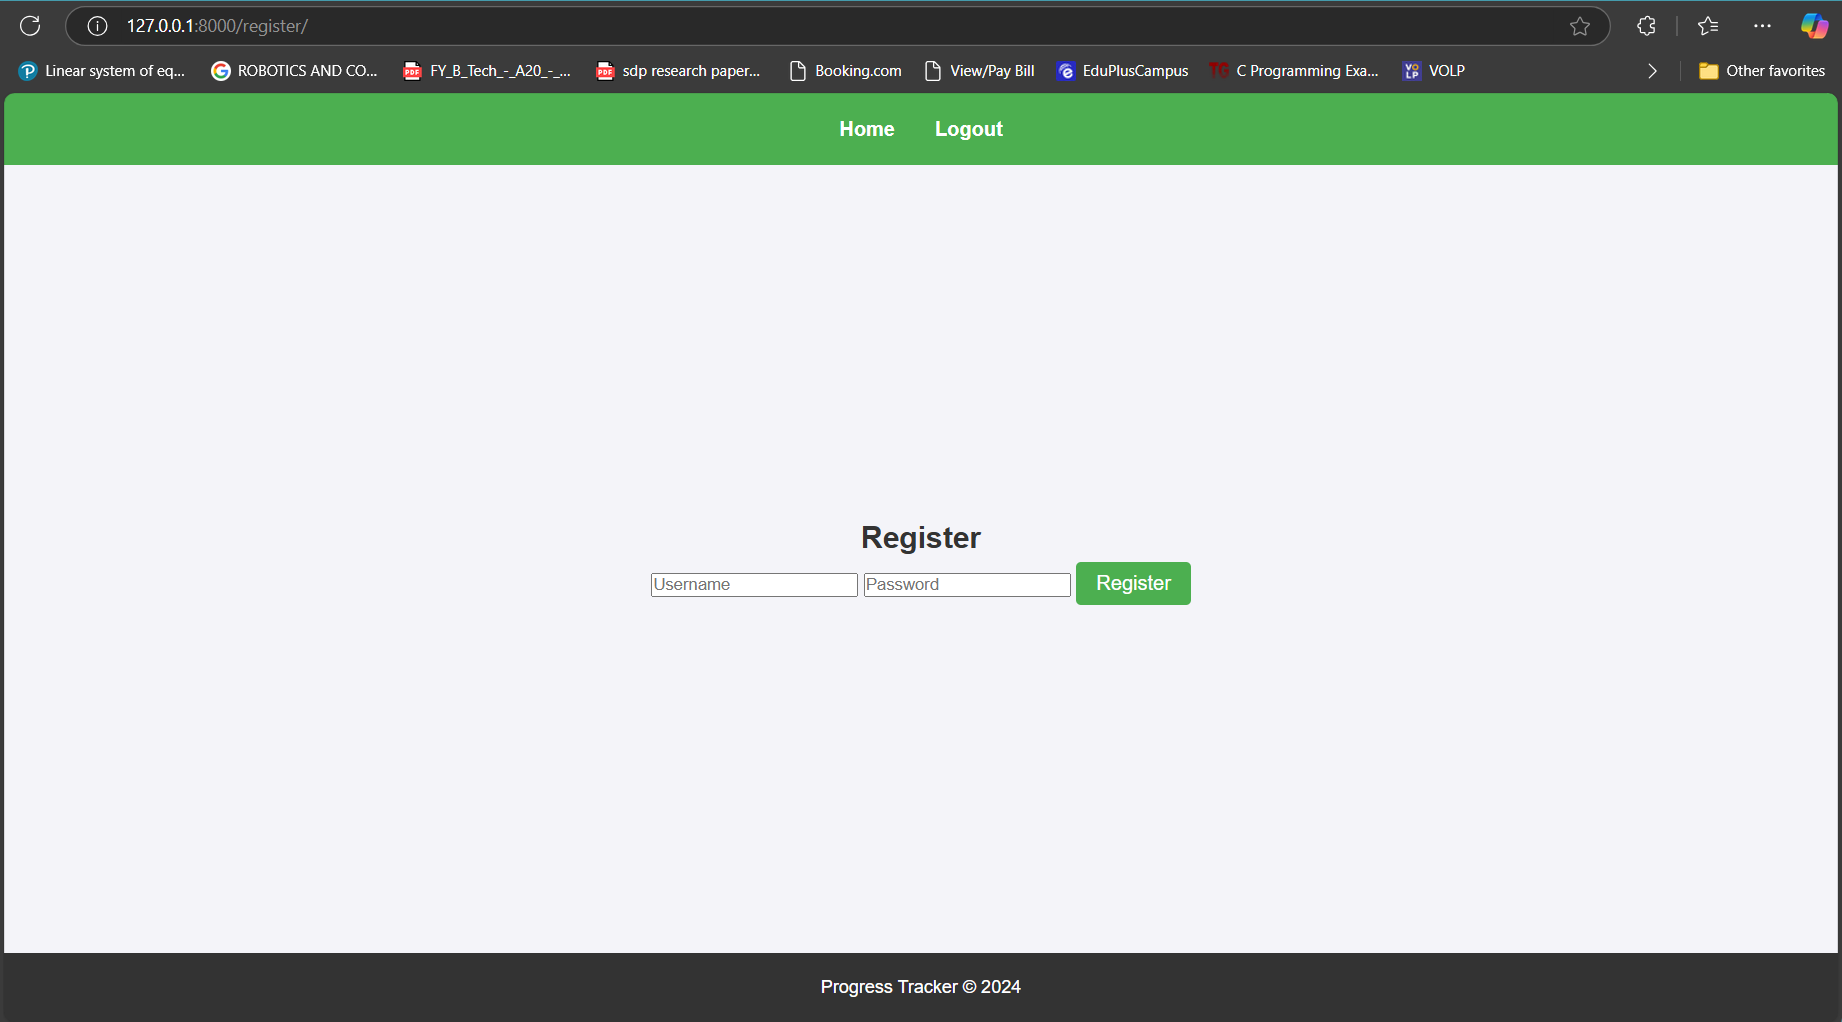 127.0.0.1:8000/register/
Linear system of eq... ROBOTICS AND CO... FY_B_Tech_-_A20_-_... sdp research paper... Booking.com View/Pay Bill EduPlusCampus TG C Programming Exa... VOLP VOLP Other favorites
Home Logout
Register
Username Password Register
Progress Tracker © 2024